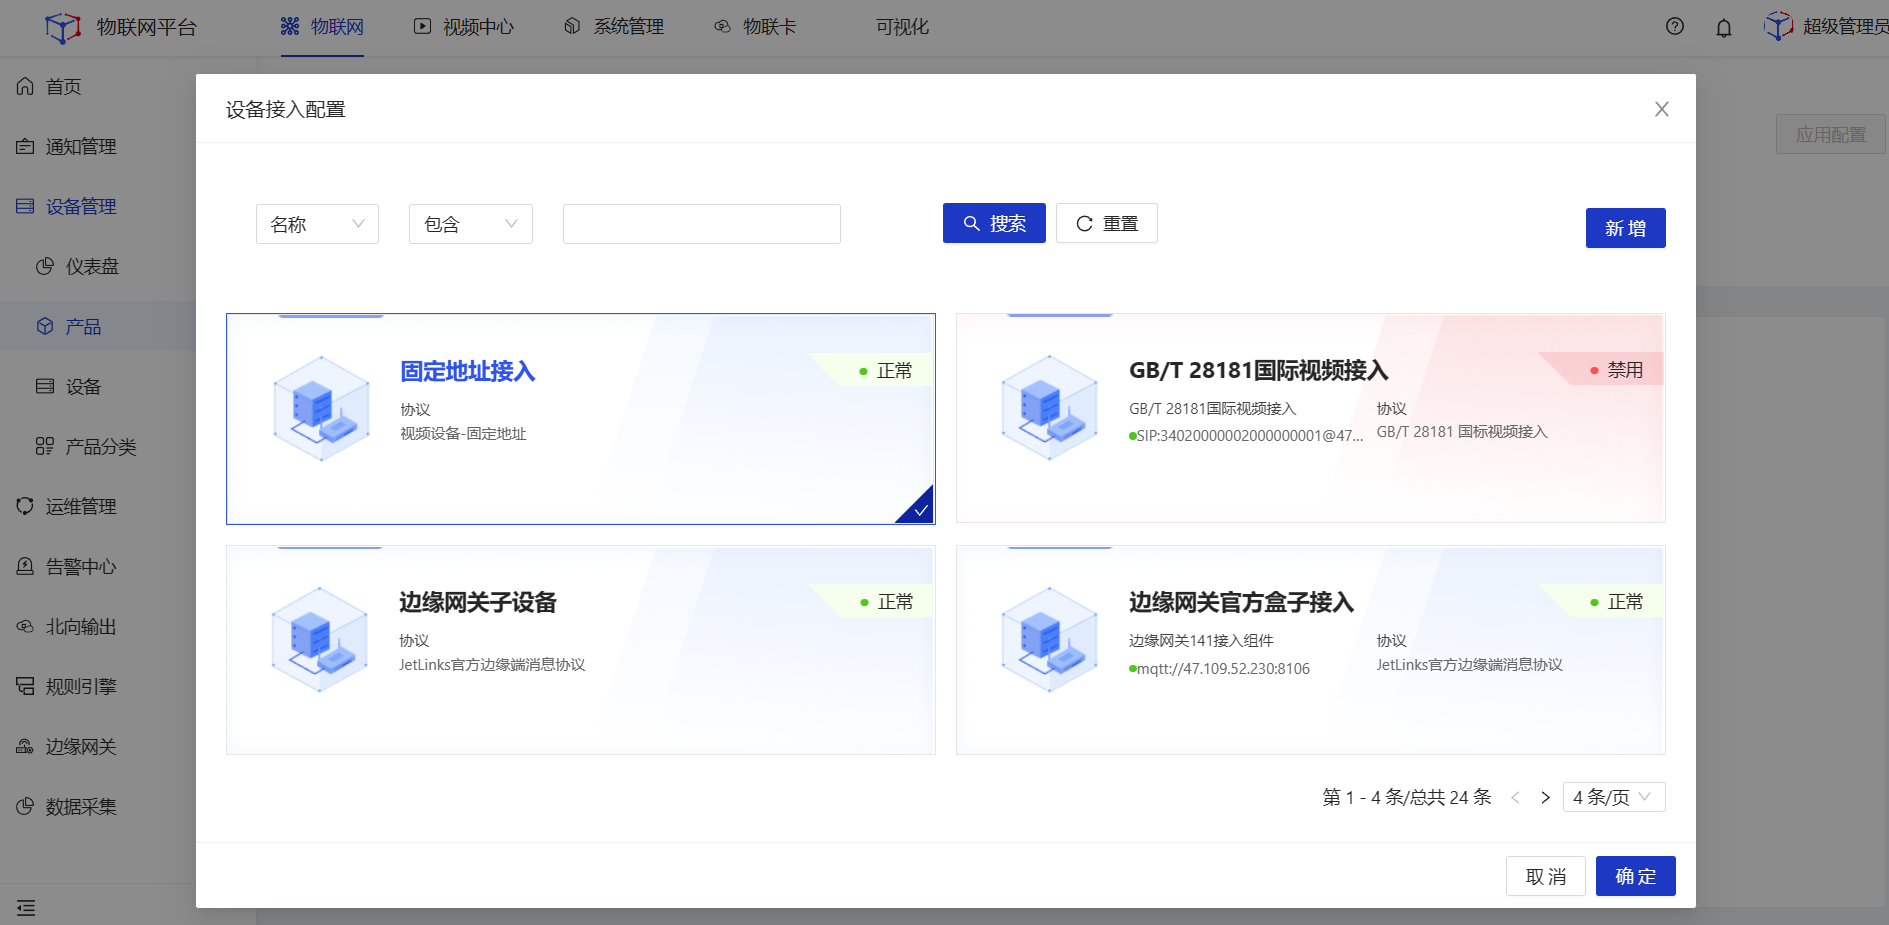 物联网平台
物联网
视频中心
系统管理
物联卡
可视化
超级管理员
首页
通知管理
设备管理
仪表盘
产品
设备
产品分类
运维管理
告警中心
北向输出
规则引擎
边缘网关
数据采集
应用配置
设备接入配置
名称
包含
搜索
重置
新增
固定地址接入
正常
协议
视频设备-固定地址
GB/T 28181国际视频接入
禁用
GB/T 28181国际视频接入
SIP:34020000002000000001@47...
协议
GB/T 28181 国标视频接入
边缘网关子设备
正常
协议
JetLinks官方边缘端消息协议
边缘网关官方盒子接入
正常
边缘网关141接入组件
mqtt://47.109.52.230:8106
协议
JetLinks官方边缘端消息协议
第 1 - 4 条/总共 24 条
4 条/页
取消
确定